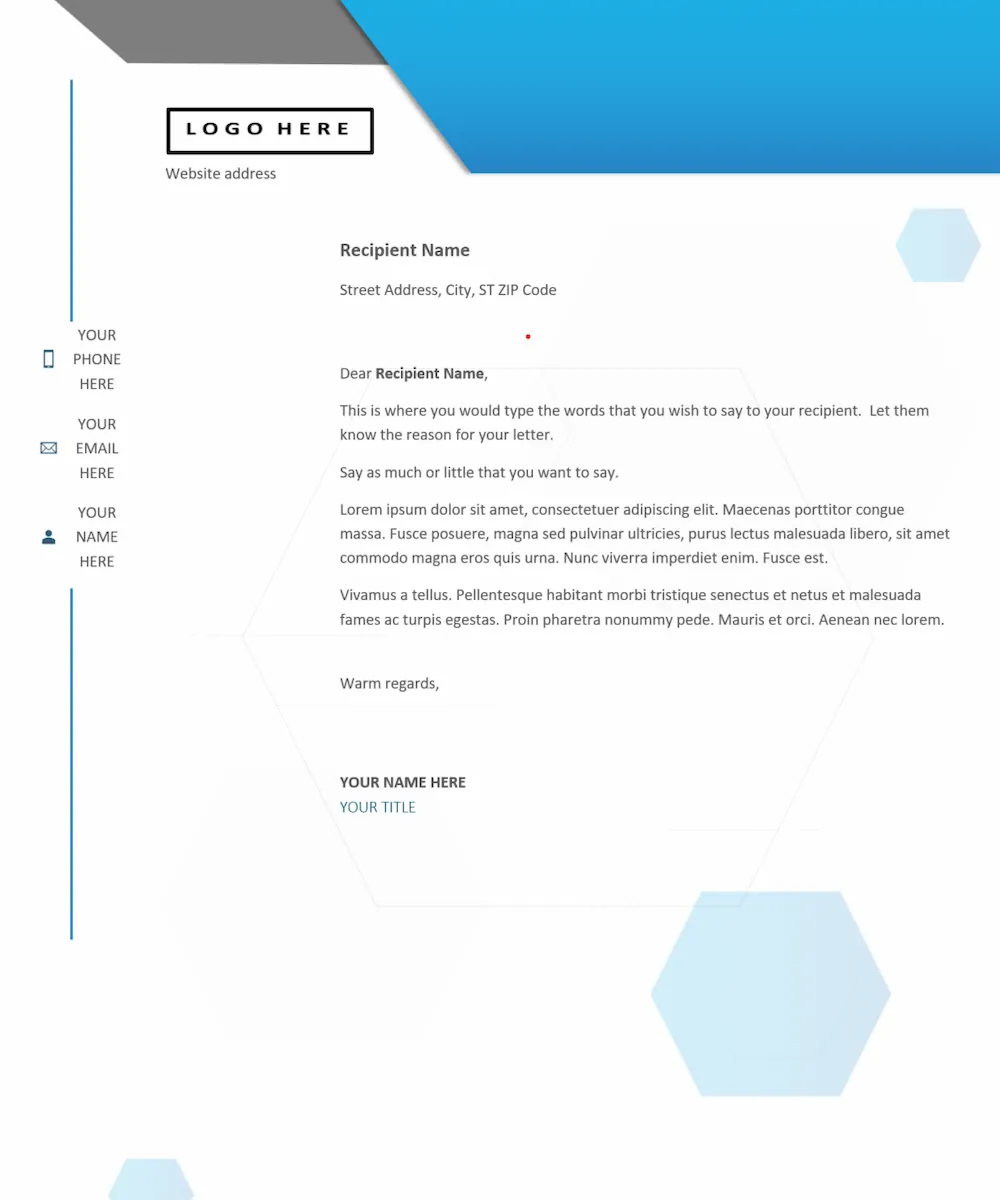 LOGO HERE
Website address
Recipient Name
Street Address, City, ST ZIP Code
YOUR
PHONE
HERE
YOUR
EMAIL
HERE
YOUR
NAME
HERE
Dear Recipient Name,
This is where you would type the words that you wish to say to your recipient.  Let them
know the reason for your letter.
Say as much or little that you want to say.
Lorem ipsum dolor sit amet, consectetuer adipiscing elit. Maecenas porttitor congue
massa. Fusce posuere, magna sed pulvinar ultricies, purus lectus malesuada libero, sit amet
commodo magna eros quis urna. Nunc viverra imperdiet enim. Fusce est.
Vivamus a tellus. Pellentesque habitant morbi tristique senectus et netus et malesuada
fames ac turpis egestas. Proin pharetra nonummy pede. Mauris et orci. Aenean nec lorem.
Warm regards,
YOUR NAME HERE
YOUR TITLE